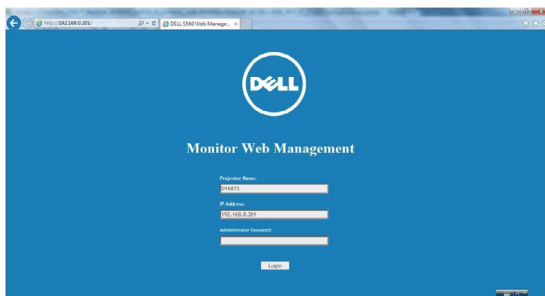 http://192.168.0.201/
DELL S560 Web Manage...
DELL
Monitor Web Management
Projector Name:
IP Address:
192.168.0.201
Administrator Password:
Login